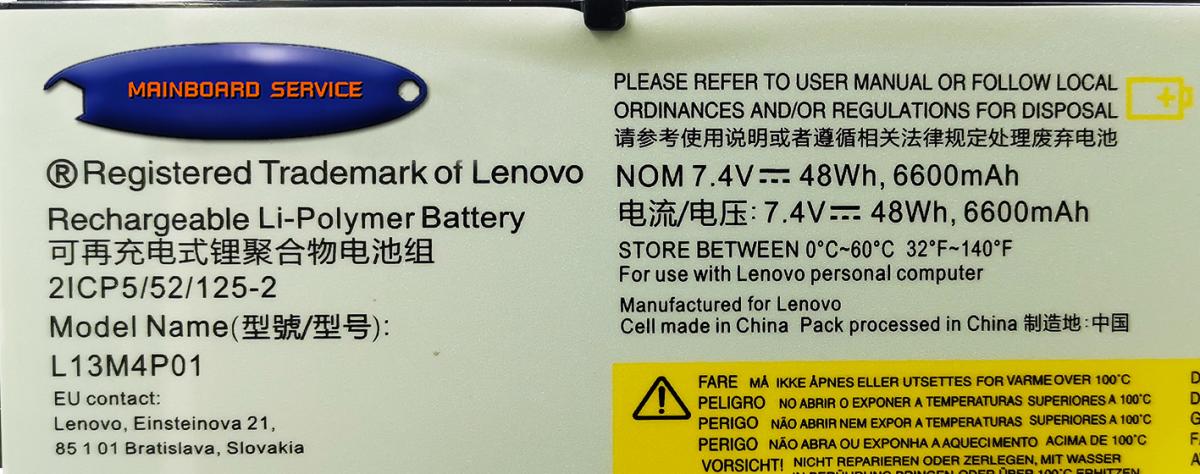 MAINBOARD SERVICE
®Registered Trademark of Lenovo
Rechargeable Li-Polymer Battery
可再充电式锂聚合物电池组
2ICP5/52/125-2
Model Name(型號/型号):
L13M4P01
EU contact:
Lenovo, Einsteinova 21,
85 1 01 Bratislava, Slovakia
PLEASE REFER TO USER MANUAL OR FOLLOW LOCAL
ORDINANCES AND/OR REGULATIONS FOR DISPOSAL
请参考使用说明或者遵循相关法律规定处理废弃电池
NOM 7.4V⎓ 48Wh, 6600mAh
电流/电压: 7.4V⎓ 48Wh, 6600mAh
STORE BETWEEN 0°C~60°C 32°F~140°F
For use with Lenovo personal computer
Manufactured for Lenovo
Cell made in China Pack processed in China 制造地:中国
FARE MÅ IKKE ÅPNES ELLER UTSETTES FOR VARME OVER 100°C
PELIGRO NO ABRIR O EXPONER A TEMPERATURAS SUPERIORES A 100°C
PERIGO NÃO ABRIR NEM EXPOR A TEMPERATURAS SUPERIORES A 100°C
PERIGO NÃO ABRA OU EXPONHA A AQUECIMENTO ACIMA DE 100°C
VORSICHT! NICHT REPARIEREN ODER ZERLEGEN, MIT WASSER
IN BERÜHRUNG BRINGEN ODER ÜBER 100°C ERHITZEN